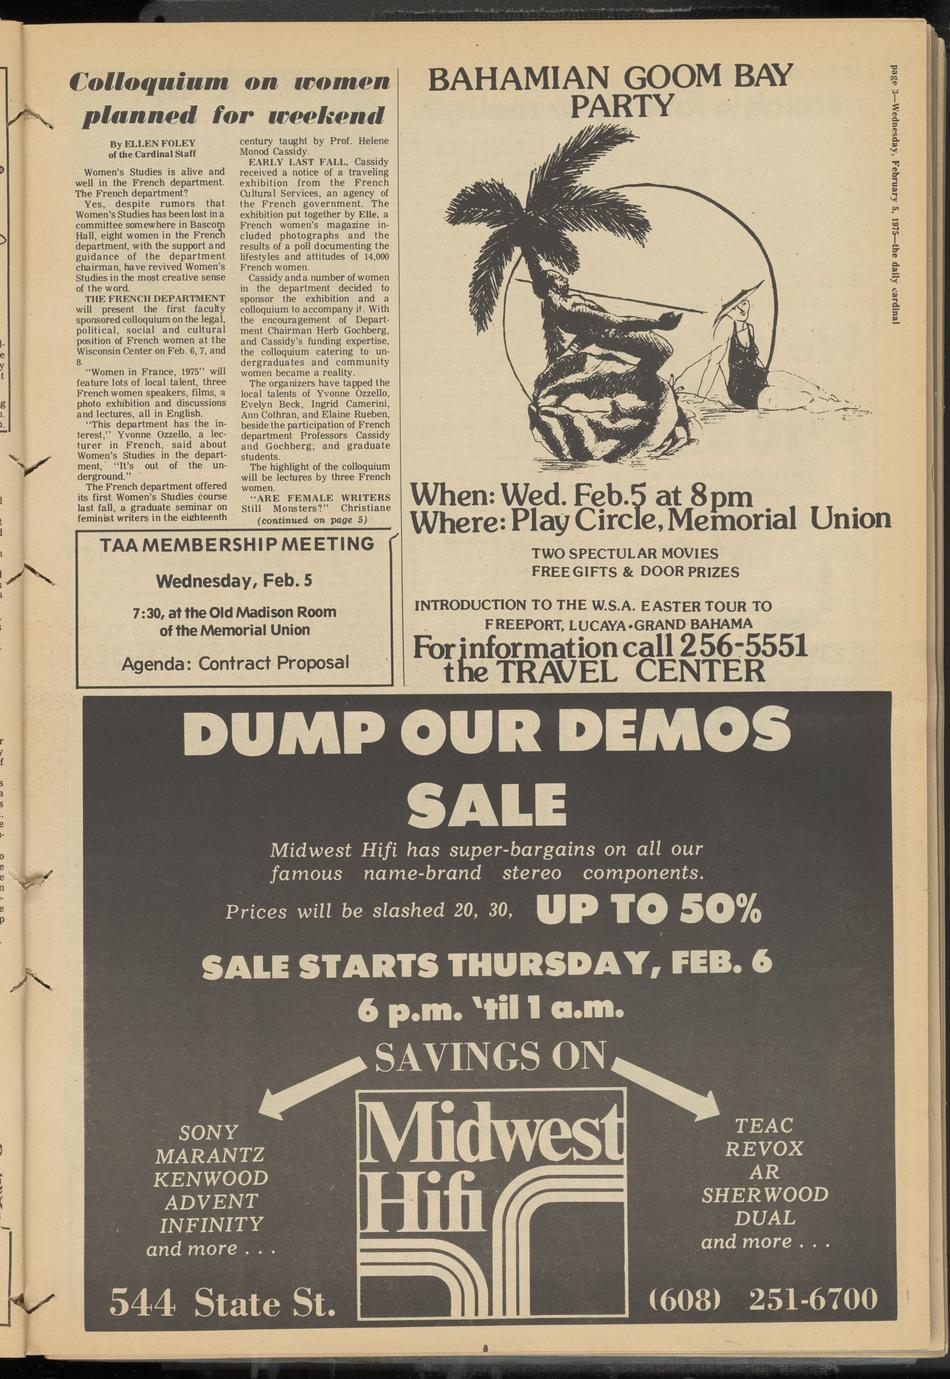 Colloquium on women
planned for weekend
By ELLEN FOLEY
of the Cardinal Staff
Women's Studies is alive and
well in the French department.
The French department?
Yes, despite rumors that
Women's Studies has been lost in a
committee somewhere in Bascom
Hall, eight women in the French
department, with the support and
guidance of the department
chairman, have revived Women's
Studies in the most creative sense
of the word.
THE FRENCH DEPARTMENT
will present the first faculty
sponsored colloquium on the legal,
political, social and cultural
position of French women at the
Wisconsin Center on Feb. 6, 7, and
8.
"Women in France, 1975" will
feature lots of local talent, three
French women speakers, films, a
photo exhibition and discussions
and lectures, all in English.
"This department has the in-
terest," Yvonne Ozzello, a lec-
turer in French, said about
Women's Studies in the depart-
ment, "It's out of the un-
derground."
The French department offered
its first Women's Studies course
last fall, a graduate seminar on
feminist writers in the eighteenth
century taught by Prof. Helene
Monod Cassidy.
EARLY LAST FALL, Cassidy
received a notice of a traveling
exhibition from the French
Cultural Services, an agency of
the French government. The
exhibition put together by Elle, a
French women's magazine in-
cluded photographs and the
results of a poll documenting the
lifestyles and attitudes of 14,000
French women.
Cassidy and a number of women
in the department decided to
sponsor the exhibition and a
colloquium to accompany it. With
the encouragement of Depart-
ment Chairman Herb Gochberg,
and Cassidy's funding expertise,
the colloquium catering to un-
dergraduates and community
women became a reality.
The organizers have tapped the
local talents of Yvonne Ozzello,
Evelyn Beck, Ingrid Camerini,
Ann Cothran, and Elaine Rueben,
beside the participation of French
department Professors Cassidy
and Gochberg; and graduate
students.
The highlight of the colloquium
will be lectures by three French
women.
"ARE FEMALE WRITERS
Still Monsters?" Christiane
(continued on page 5)
TAA MEMBERSHIP MEETING
Wednesday, Feb. 5
7:30, at the Old Madison Room
of the Memorial Union
Agenda: Contract Proposal
BAHAMIAN GOOM BAY
PARTY
When: Wed. Feb.5 at 8pm
Where: Play Circle, Memorial Union
TWO SPECTULAR MOVIES
FREE GIFTS & DOOR PRIZES
INTRODUCTION TO THE W.S.A. EASTER TOUR TO
FREEPORT, LUCAYA•GRAND BAHAMA
For information call 256-5551
the TRAVEL CENTER
page 3—Wednesday, February 5, 1975—the daily cardinal
DUMP OUR DEMOS
SALE
Midwest Hifi has super-bargains on all our
famous name-brand stereo components.
Prices will be slashed 20, 30, UP TO 50%
SALE STARTS THURSDAY, FEB. 6
6 p.m. 'til 1 a.m.
SAVINGS ON
SONY
MARANTZ
KENWOOD
ADVENT
INFINITY
and more . . .
Midwest
Hifi
TEAC
REVOX
AR
SHERWOOD
DUAL
and more . . .
544 State St.
(608) 251-6700